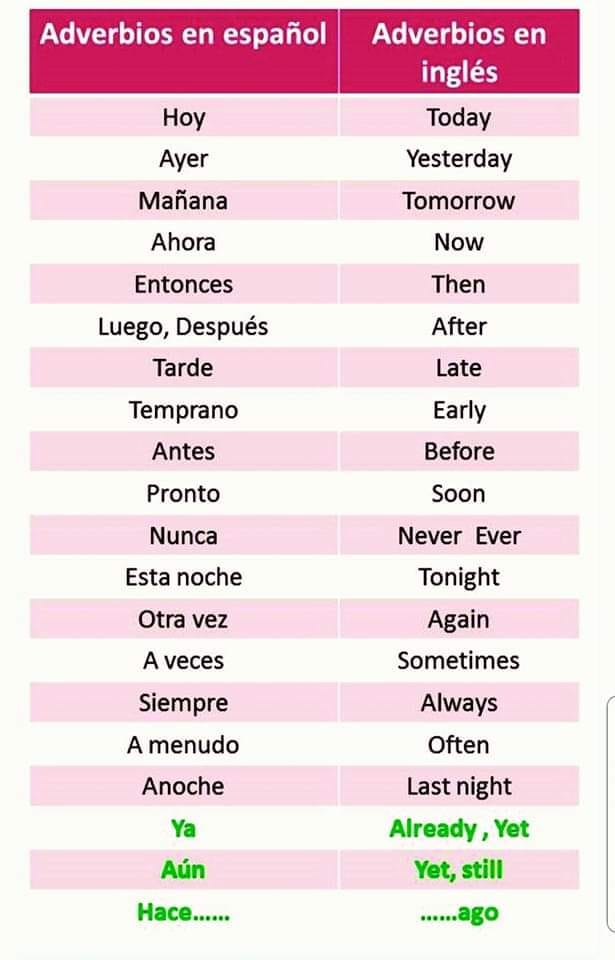 Adverbios en español Adverbios en
inglés
Hoy Today
Ayer Yesterday
Mañana Tomorrow
Ahora Now
Entonces Then
Luego, Después After
Tarde Late
Temprano Early
Antes Before
Pronto Soon
Nunca Never Ever
Esta noche Tonight
Otra vez Again
A veces Sometimes
Siempre Always
A menudo Often
Anoche Last night
Ya Already , Yet
Aún Yet, still
Hace...... ......ago